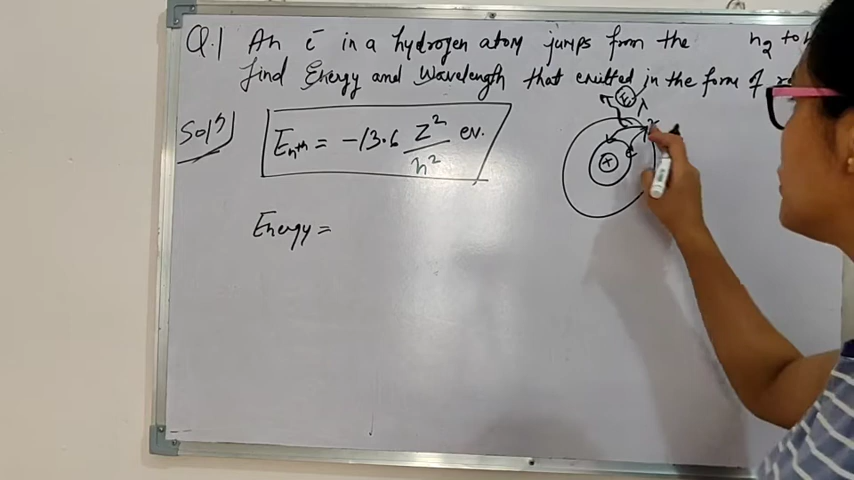 Q.1 An e⁻ in a hydrogen atom jumps from the n₂ to
find Energy and Wavelength that emitted in the form of
Solⁿ
Eₙₜₕ = -13.6 Z²/n² ev.
Energy =